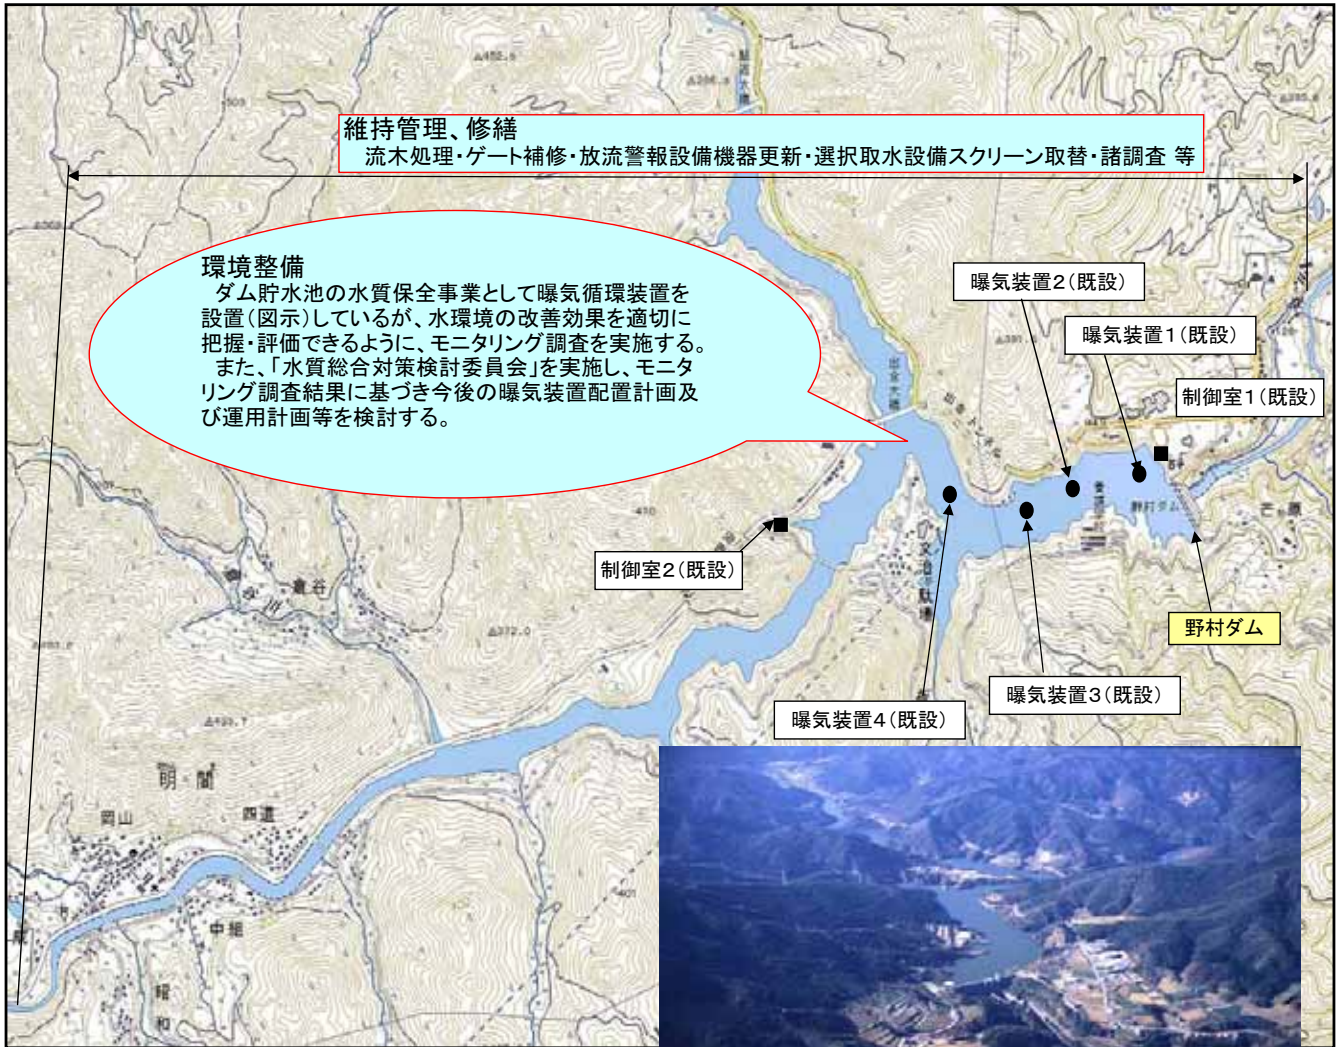 維持管理、修繕
流木処理・ゲート補修・放流警報設備機器更新・選択取水設備スクリーン取替・諸調査 等
環境整備
ダム貯水池の水質保全事業として曝気循環装置を
設置(図示)しているが、水環境の改善効果を適切に
把握・評価できるように、モニタリング調査を実施する。
また、「水質総合対策検討委員会」を実施し、モニタ
リング調査結果に基づき今後の曝気装置配置計画及
び運用計画等を検討する。
曝気装置2(既設)
曝気装置1(既設)
制御室1(既設)
野村ダム
制御室2(既設)
野村ダム
曝気装置3(既設)
曝気装置4(既設)
倉谷
明間
岡山
四道
中組
昭和